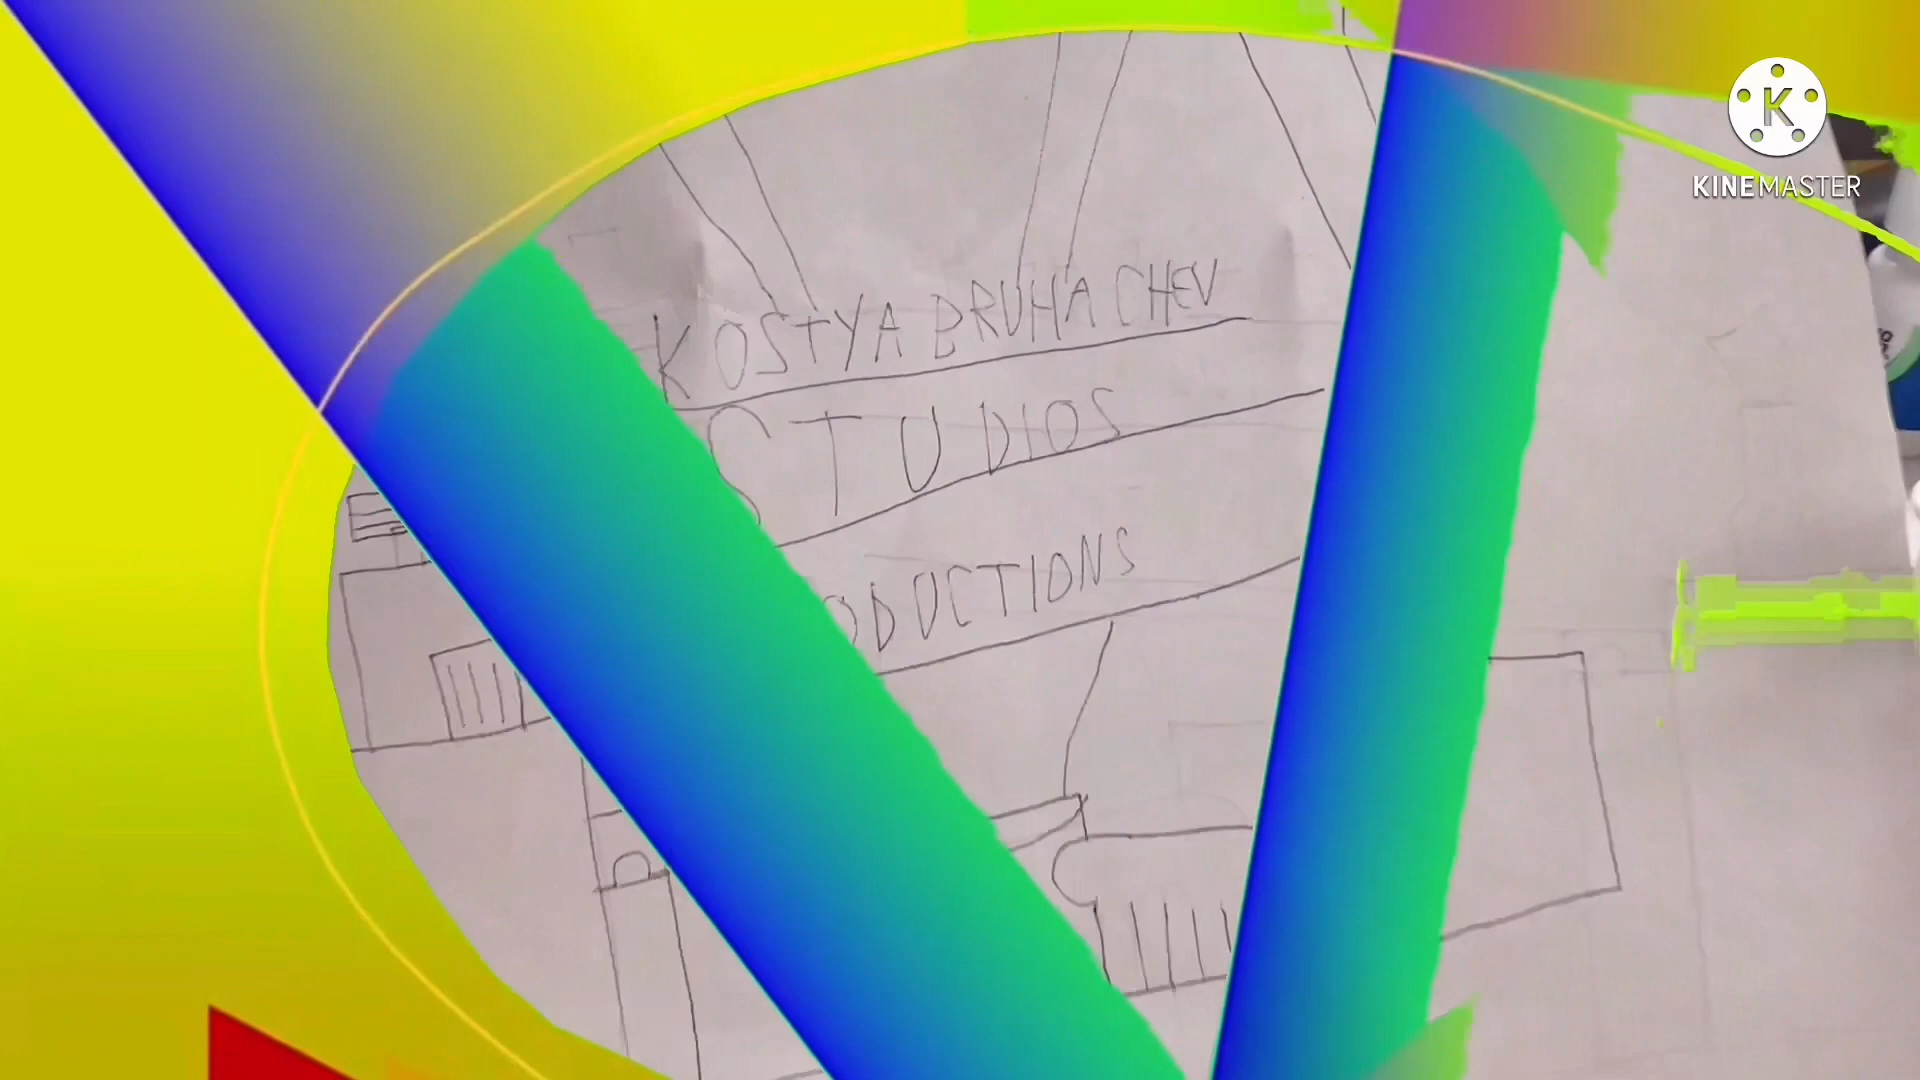 KOSTYA BRUHACHEV
STUDIOS
ODUCTIONS
K
KINEMASTER